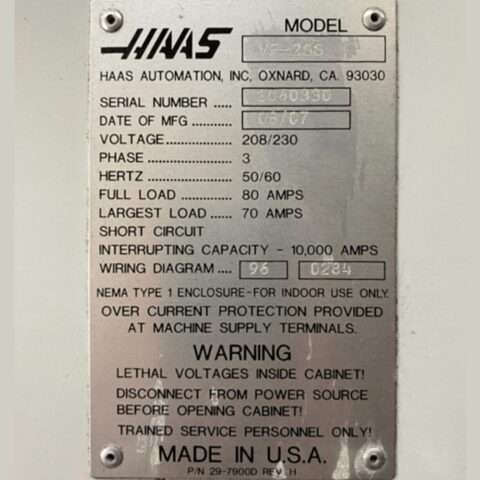 HAAS
MODEL
VF-2SS
HAAS AUTOMATION, INC, OXNARD, CA. 93030
SERIAL NUMBER .....
DATE OF MFG ........... 08/07
VOLTAGE .................. 208/230
PHASE ...................... 3
HERTZ ...................... 50/60
FULL LOAD ............... 80 AMPS
LARGEST LOAD ...... 70 AMPS
SHORT CIRCUIT
INTERRUPTING CAPACITY - 10,000 AMPS
WIRING DIAGRAM .... 96 0284
NEMA TYPE 1 ENCLOSURE-FOR INDOOR USE ONLY
OVER CURRENT PROTECTION PROVIDED
AT MACHINE SUPPLY TERMINALS.
WARNING
LETHAL VOLTAGES INSIDE CABINET!
DISCONNECT FROM POWER SOURCE
BEFORE OPENING CABINET!
TRAINED SERVICE PERSONNEL ONLY!
MADE IN U.S.A.
P/N 29-7900D REV H